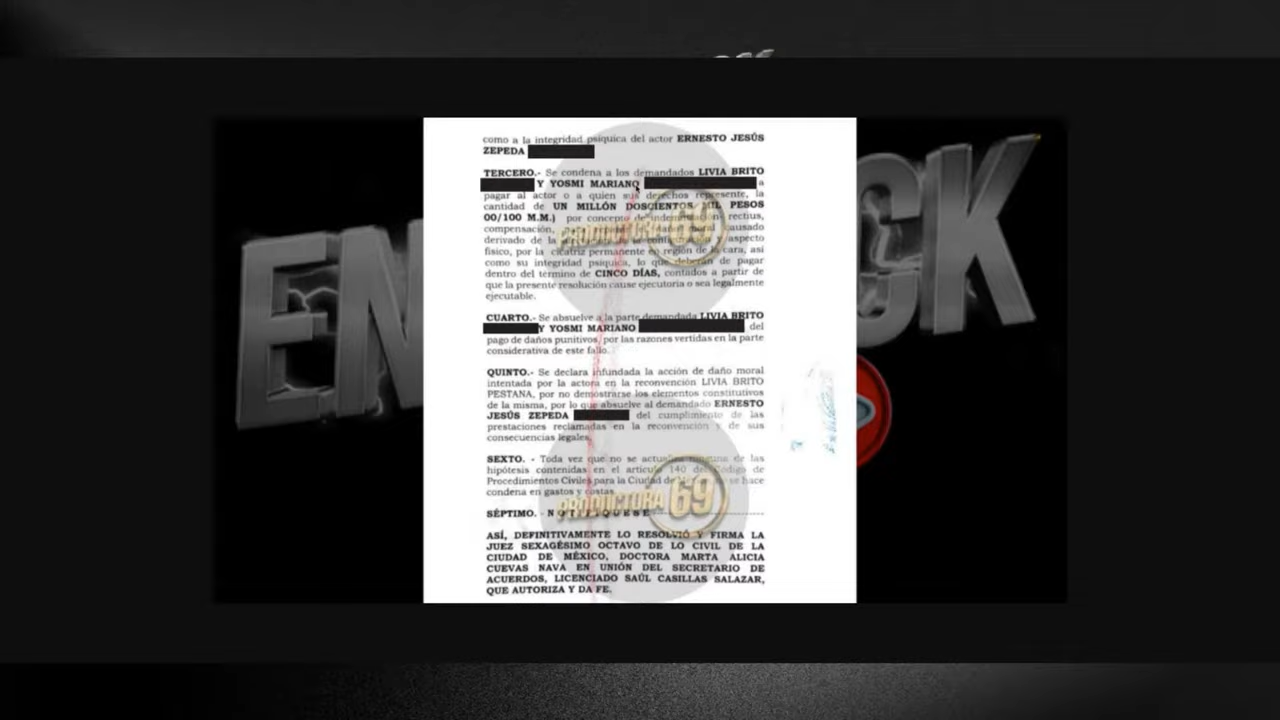 como a la integridad psíquica del actor ERNESTO JESÚS
ZEPEDA
TERCERO.- Se condena a los demandados LIVIA BRITO
Y YOSMI MARIANO a
pagar al actor o a quien sus derechos represente, la
cantidad de UN MILLÓN DOSCIENTOS MIL PESOS
00/100 M.M.) por concepto de indemnización rectius,
compensación, moral causado
derivado de la aspecto
físico, por la cicatriz permanente en región de la cara, así
como su integridad psíquica, lo que deberán de pagar
dentro del término de CINCO DÍAS, contados a partir de
que la presente resolución cause ejecutoria o sea legalmente
ejecutable.
CUARTO.- Se absuelve a la parte demandada LIVIA BRITO
Y YOSMI MARIANO del
pago de daños punitivos, por las razones vertidas en la parte
considerativa de este fallo.
QUINTO.- Se declara infundada la acción de daño moral
intentada por la actora en la reconvención LIVIA BRITO
PESTANA, por no demostrarse los elementos constitutivos
de la misma, por lo que absuelve al demandado ERNESTO
JESÚS ZEPEDA del cumplimiento de las
prestaciones reclamadas en la reconvención y de sus
consecuencias legales.
SEXTO. - Toda vez que no se actualiza ninguna de las
hipótesis contenidas en el artículo 140 del Código de
Procedimientos Civiles para la Ciudad de se hace
condena en gastos y costas.
SÉPTIMO. - NOTIFÍQUESE
ASÍ, DEFINITIVAMENTE LO RESOLVIÓ Y FIRMA LA
JUEZ SEXAGÉSIMO OCTAVO DE LO CIVIL DE LA
CIUDAD DE MÉXICO, DOCTORA MARTA ALICIA
CUEVAS NAVA EN UNIÓN DEL SECRETARIO DE
ACUERDOS, LICENCIADO SAÚL CASILLAS SALAZAR,
QUE AUTORIZA Y DA FE.
PRODUCTORA 69
PRODUCTORA 69
EN
CK